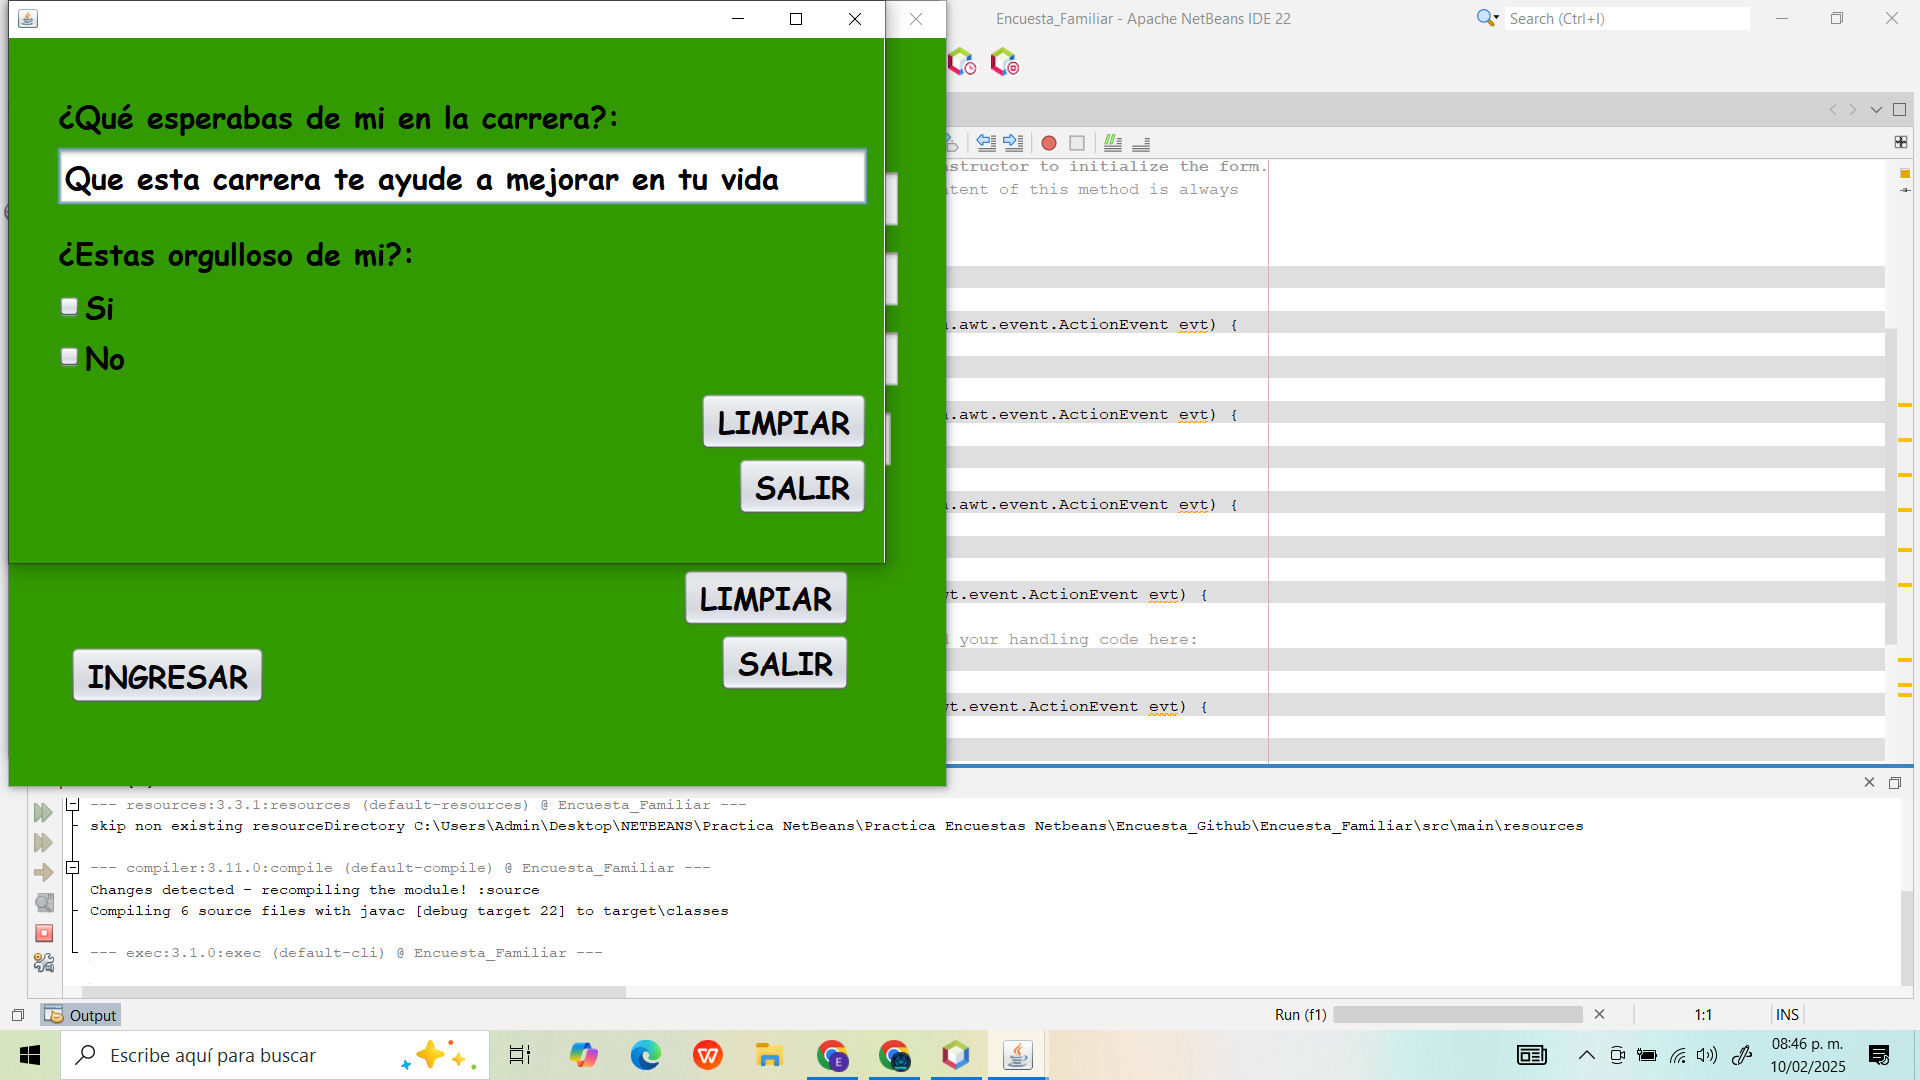 Encuesta_Familiar - Apache NetBeans IDE 22
Search (Ctrl+I)
¿Qué esperabas de mi en la carrera?:
Que esta carrera te ayude a mejorar en tu vida
¿Estas orgulloso de mi?:
Si
No
LIMPIAR
SALIR
LIMPIAR
SALIR
INGRESAR
nstructor to initialize the form.
ntent of this method is always
.awt.event.ActionEvent evt) {
.awt.event.ActionEvent evt) {
.awt.event.ActionEvent evt) {
t.event.ActionEvent evt) {
your handling code here:
t.event.ActionEvent evt) {
--- resources:3.3.1:resources (default-resources) @ Encuesta_Familiar ---
skip non existing resourceDirectory C:\Users\Admin\Desktop\NETBEANS\Practica NetBeans\Practica Encuestas Netbeans\Encuesta_Github\Encuesta_Familiar\src\main\resources
--- compiler:3.11.0:compile (default-compile) @ Encuesta_Familiar ---
Changes detected - recompiling the module! :source
Compiling 6 source files with javac [debug target 22] to target\classes
--- exec:3.1.0:exec (default-cli) @ Encuesta_Familiar ---
Output
Run (f1)
1:1
INS
Escribe aquí para buscar
08:46 p. m.
10/02/2025